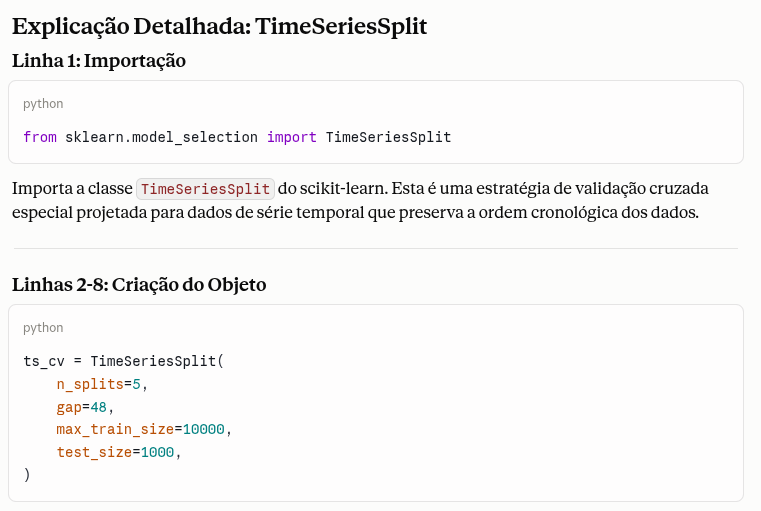 Explicação Detalhada: TimeSeriesSplit
Linha 1: Importação
python
from sklearn.model_selection import TimeSeriesSplit
Importa a classe TimeSeriesSplit do scikit-learn. Esta é uma estratégia de validação cruzada
especial projetada para dados de série temporal que preserva a ordem cronológica dos dados.
Linhas 2-8: Criação do Objeto
python
ts_cv = TimeSeriesSplit(
    n_splits=5,
    gap=48,
    max_train_size=10000,
    test_size=1000,
)